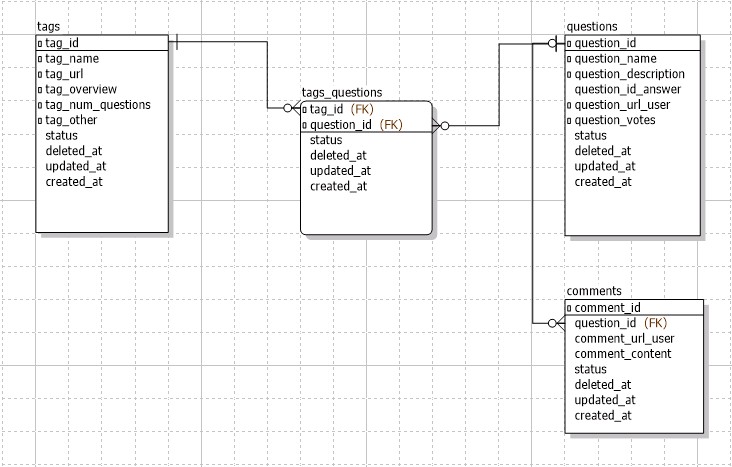 tags
tag_id
tag_name
tag_url
tag_overview
tag_num_questions
tag_other
status
deleted_at
updated_at
created_at
tags_questions
tag_id (FK)
question_id (FK)
status
deleted_at
updated_at
created_at
questions
question_id
question_name
question_description
question_id_answer
question_url_user
question_votes
status
deleted_at
updated_at
created_at
comments
comment_id
question_id (FK)
comment_url_user
comment_content
status
deleted_at
updated_at
created_at